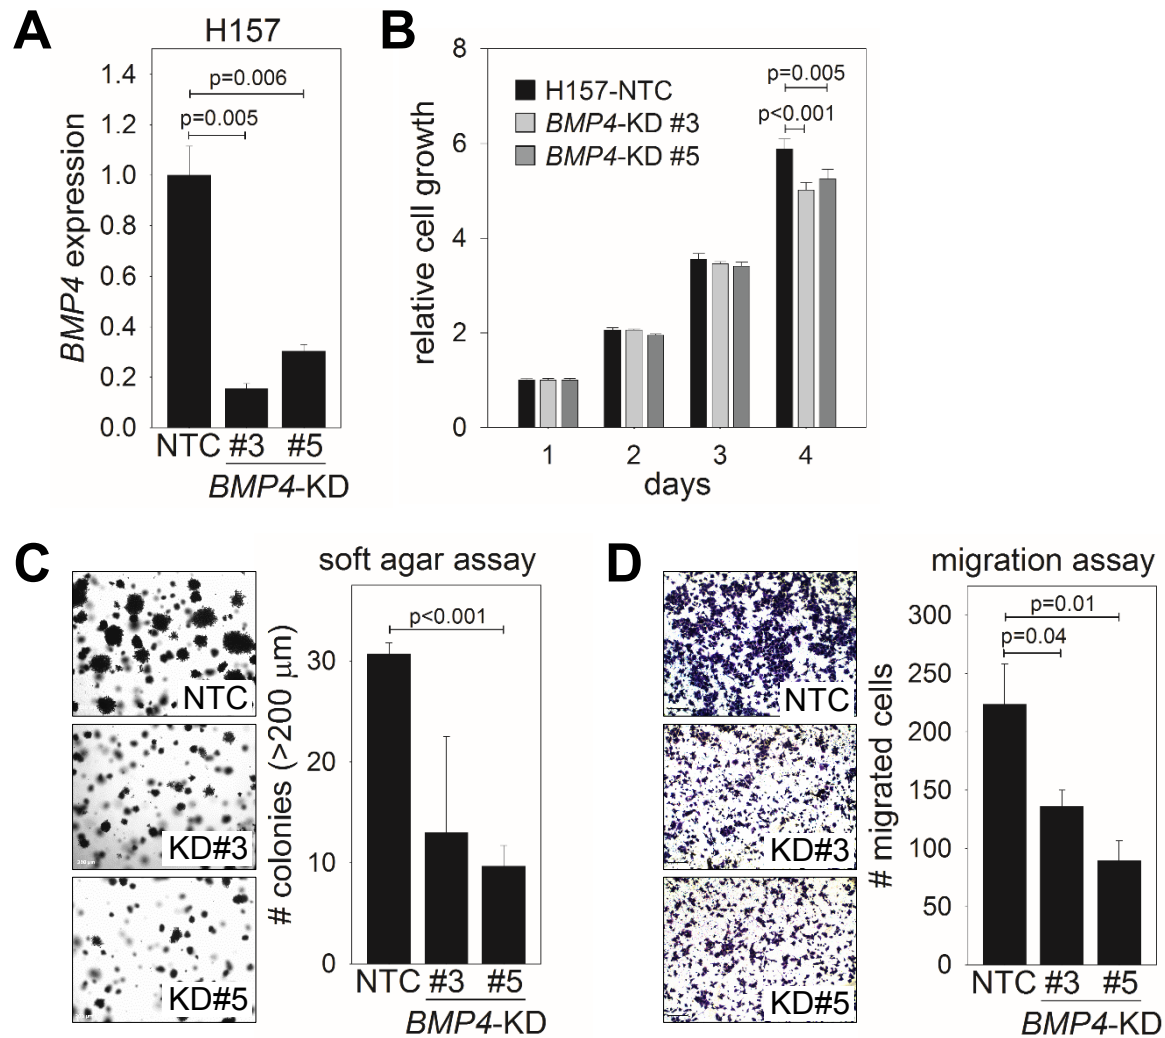 A
H157
BMP4 expression
1.4
1.2
1.0
0.8
0.6
0.4
0.2
0.0
p=0.006
p=0.005
NTC #3 #5
BMP4-KD
B
relative cell growth
8
6
4
2
0
H157-NTC
BMP4-KD #3
BMP4-KD #5
p=0.005
p<0.001
1 2 3 4
days
C
NTC
KD#3
KD#5
soft agar assay
# colonies (>200 μm)
30
20
10
0
p<0.001
NTC #3 #5
BMP4-KD
D
NTC
KD#3
KD#5
migration assay
# migrated cells
300
250
200
150
100
50
0
p=0.01
p=0.04
NTC #3 #5
BMP4-KD